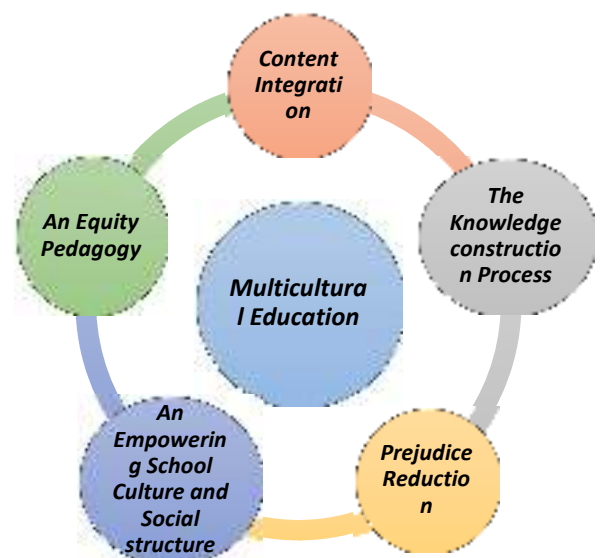 Content
Integrati
on
The
Knowledge
constructio
n Process
Prejudice
Reductio
n
An
Empowerin
g School
Culture and
Social
structure
An Equity
Pedagogy
Multicultura
l Education